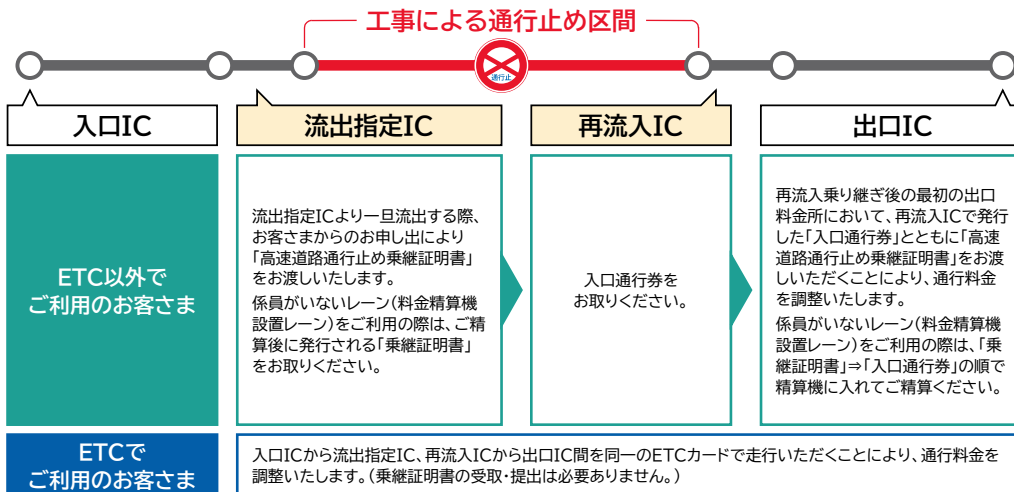 工事による通行止め区間
通行止
入口IC
流出指定IC
再流入IC
出口IC
ETC以外で
ご利用のお客さま
流出指定ICより一旦流出する際、
お客さまからのお申し出により
「高速道路通行止め乗継証明書」
をお渡しいたします。
係員がいないレーン(料金精算機
設置レーン)をご利用の際は、ご精
算後に発行される「乗継証明書」
をお取りください。
入口通行券を
お取りください。
再流入乗り継ぎ後の最初の出口
料金所において、再流入ICで発行
した「入口通行券」とともに「高速
道路通行止め乗継証明書」をお渡
しいただくことにより、通行料金
を調整いたします。
係員がいないレーン(料金精算機
設置レーン)をご利用の際は、「乗
継証明書」⇒「入口通行券」の順で
精算機に入れてご精算ください。
ETCで
ご利用のお客さま
入口ICから流出指定IC、再流入ICから出口IC間を同一のETCカードで走行いただくことにより、通行料金を
調整いたします。(乗継証明書の受取・提出は必要ありません。)